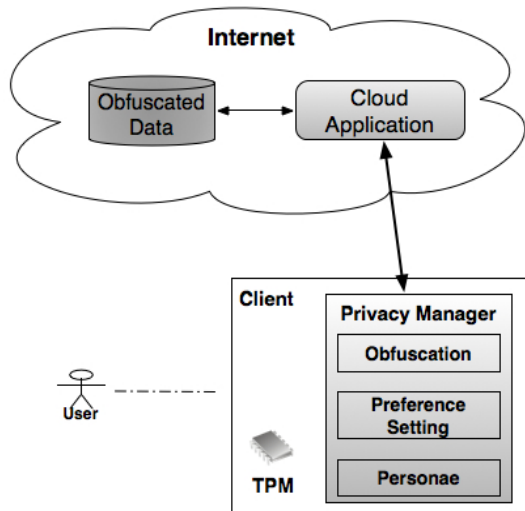 Internet
Obfuscated
Data
Cloud
Application
Client
Privacy Manager
Obfuscation
Preference
Setting
Personae
User
TPM